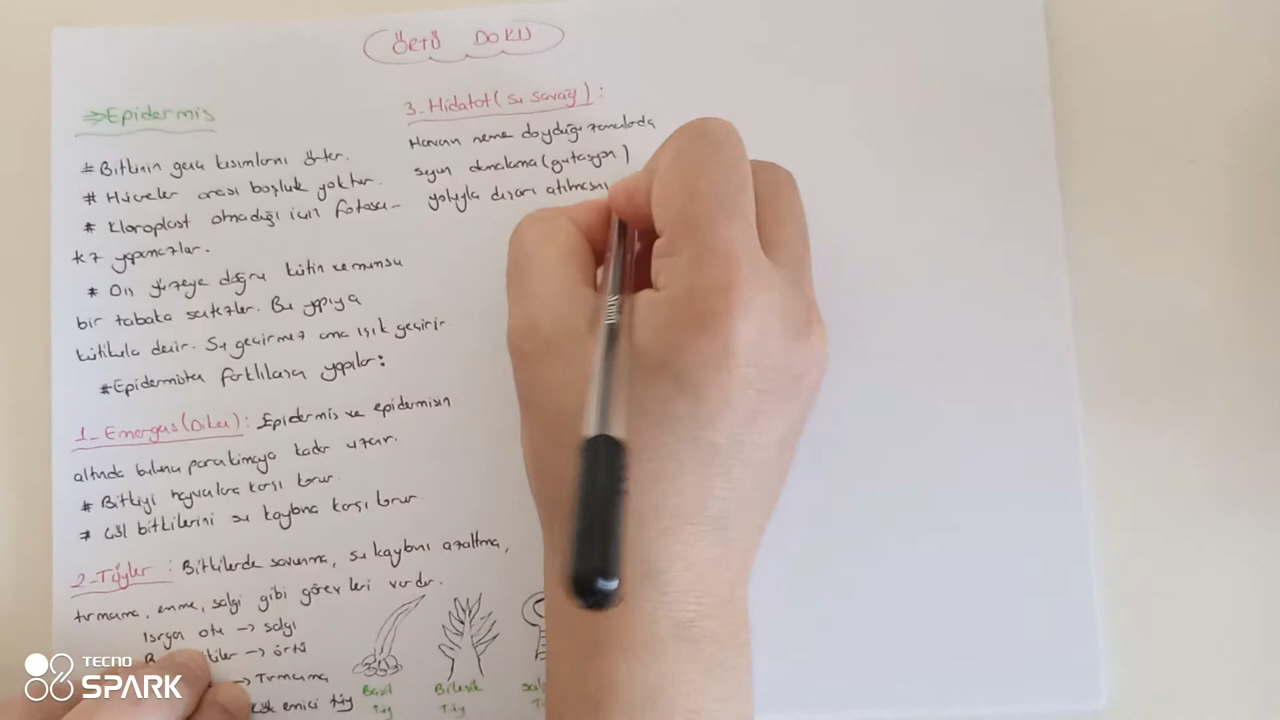 ÖRTÜ DOKU
⇒Epidermis
# Bitkinin genç kısımlarını örter.
# Hücreler arası boşluk yoktur.
* Kloroplast olmadığı için fotosen-
tez yapamazlar.
* Dış yüzeye doğru kütin ve mumsu
bir tabaka salgılar. Bu yapıya
kütikula denir. Su geçirmez ama ışık geçirir.
#Epidermisten farklılaşan yapılar:
1- Emergens(Diken): Epidermis ve epidermisin
altında bulunan parankimaya kadar uzanır.
# Bitkiyi hayvanlara karşı korur.
# Çöl bitkilerini su kaybına karşı korur.
2-Tüyler : Bitkilerde savunma, su kaybını azaltma,
tırmanma, emme, salgı gibi görevleri vardır.
Isırgan otu → salgı
→ örtü
→ Tırmanma
emici tüy
Basit
Tüy
Bileşik
Tüy
3- Hidatot (su savağı):
Havanın neme doyduğu zamanlarda
suyun damlama (gutasyon)
yoluyla dışarı atılmasını
TECNO
SPARK